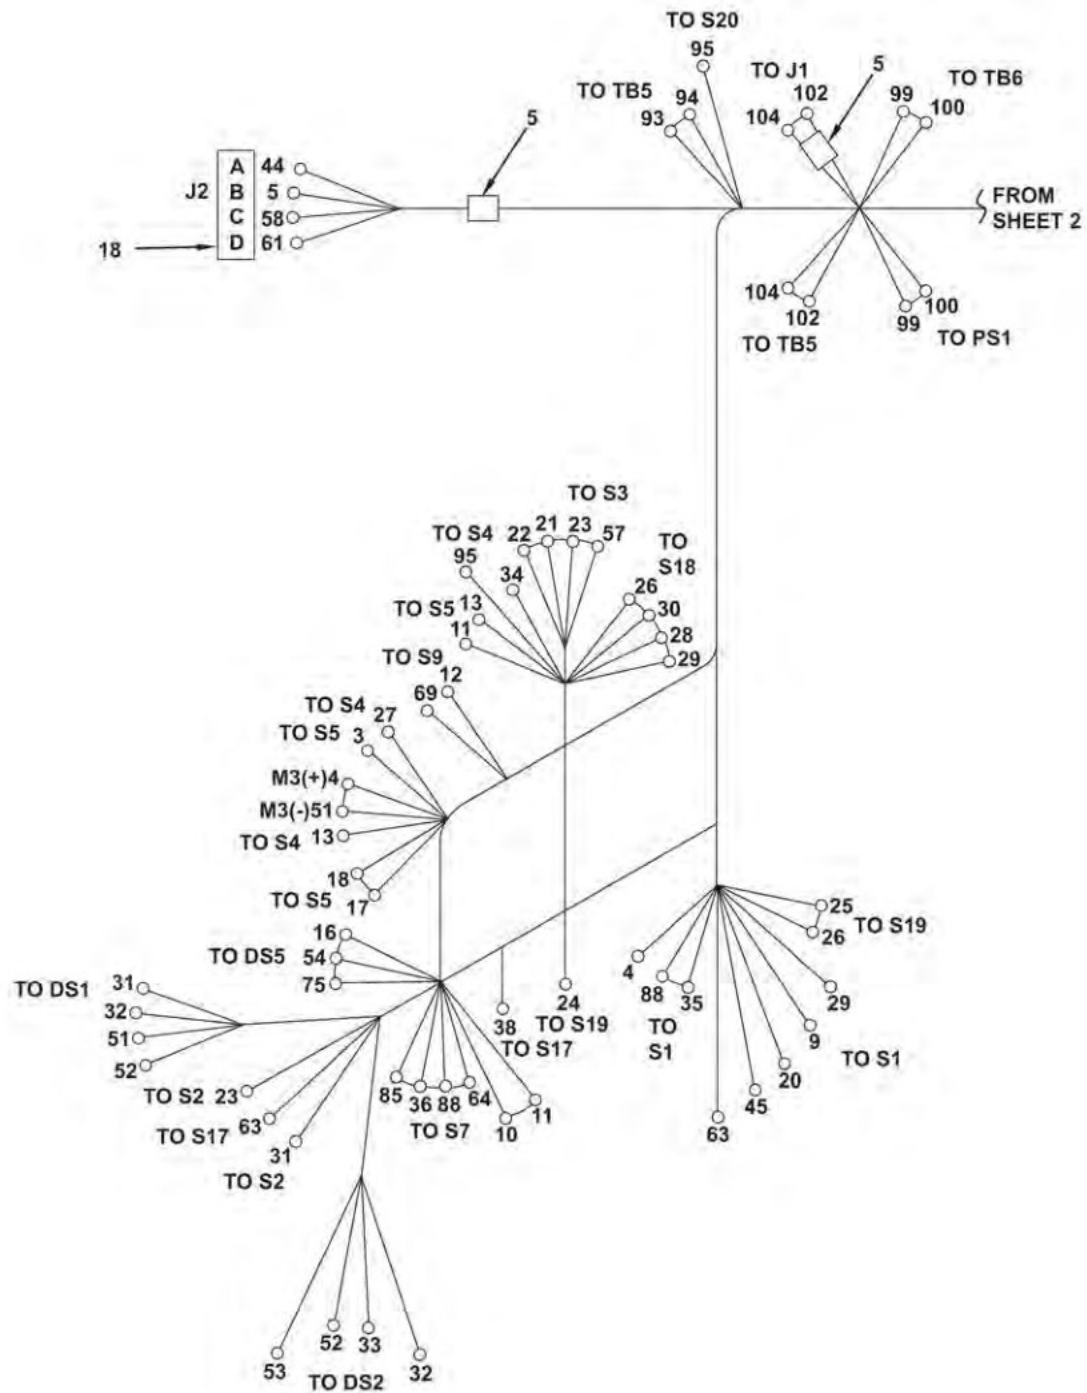 TO S20
95
TO J1
5
102
TO TB6
TO TB5
94
93
104
99
100
5
J2
A 44
B 5
C 58
D 61
18
FROM
SHEET 2
104
102
TO TB5
100
99
TO PS1
TO S3
TO S4
95
22
21
23
57
TO
S18
34
26
30
28
29
TO S5
13
11
TO S9
12
69
TO S4
27
TO S5
3
M3(+)4
M3(-)51
TO S4
13
18
TO S5
17
16
TO DS5
54
75
TO DS1
31
32
51
52
TO S2
23
TO S17
63
31
TO S2
85
36
88
64
TO S7
10
11
38
TO S17
24
TO S19
4
88
35
TO
S1
25
26
TO S19
29
9
TO S1
20
45
63
53
52
33
32
TO DS2